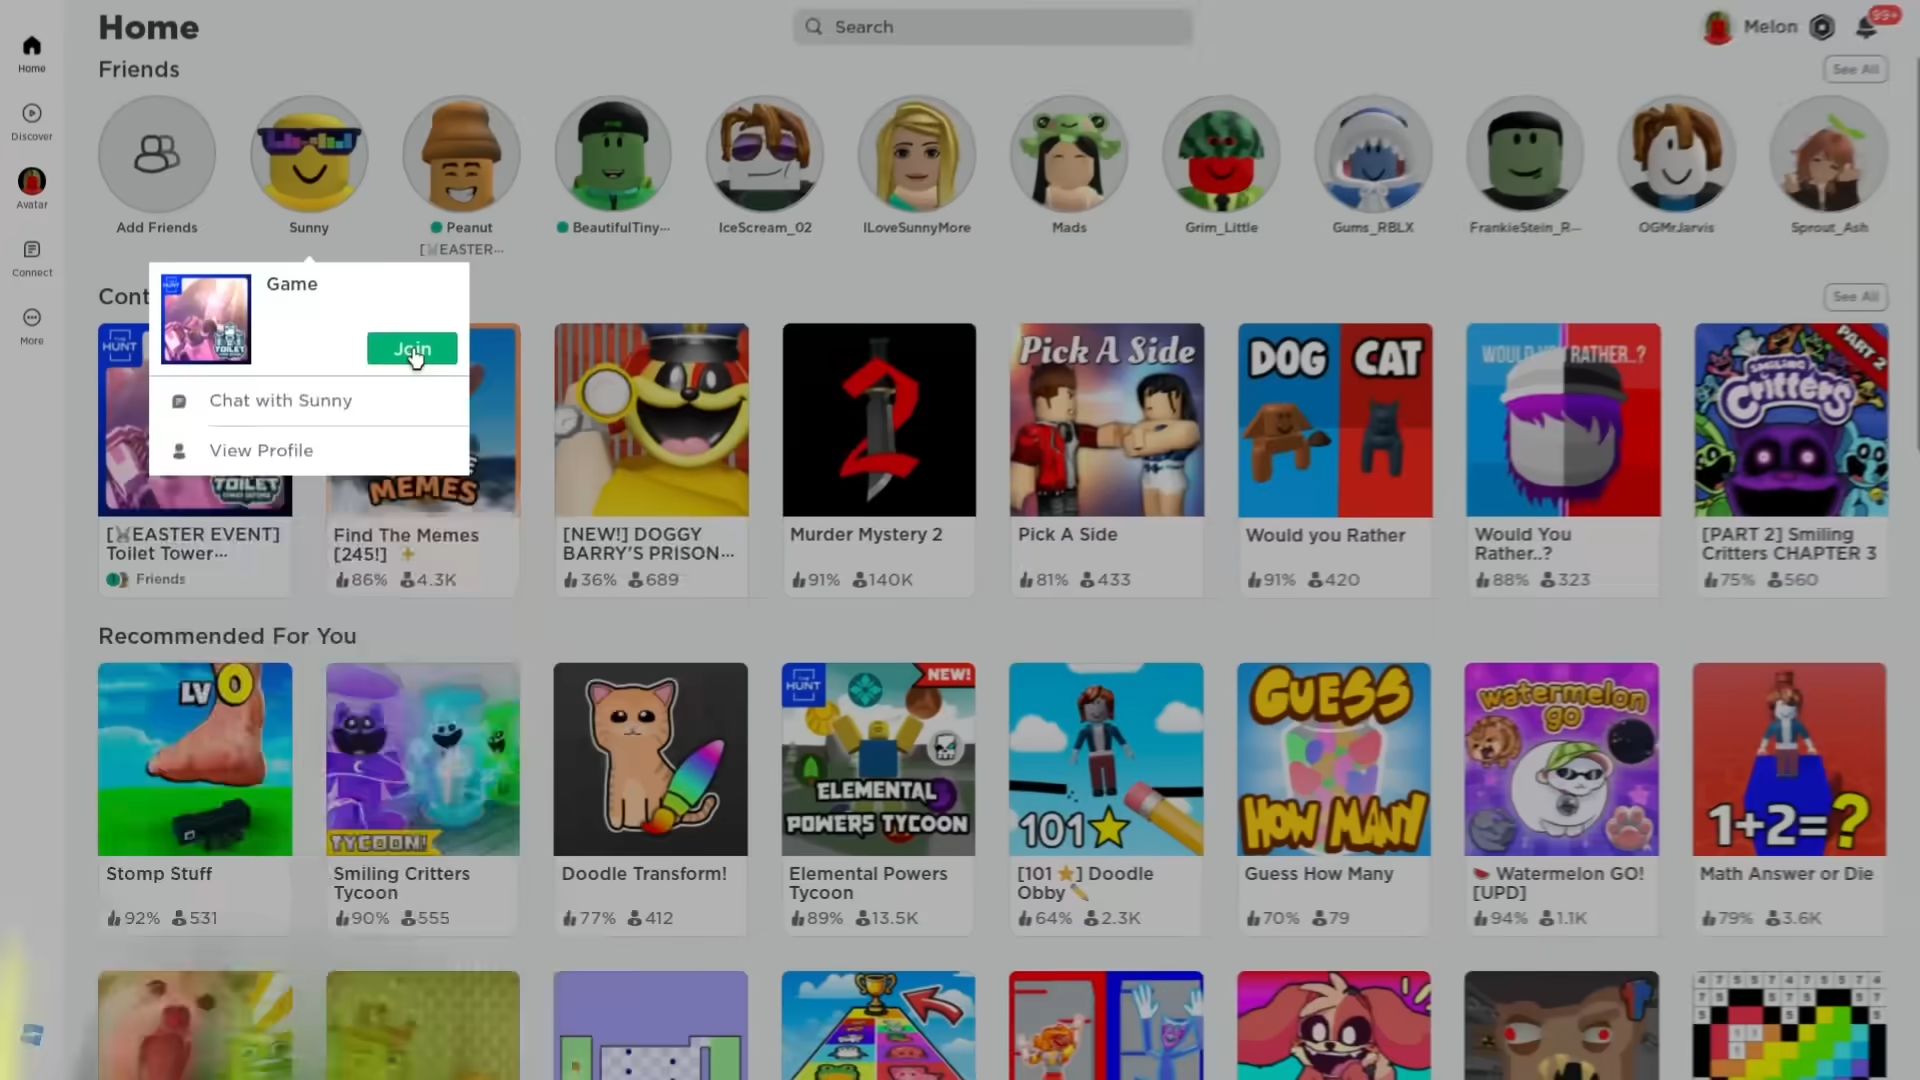 Home
Search
Melon
99+
Home
Discover
Avatar
Connect
More
Friends
See All
Add Friends
Sunny
Peanut
[EASTER...
BeautifulTiny...
IceScream_02
ILoveSunnyMore
Mads
Grim_Little
Gums_RBLX
FrankieStein_R...
OGMrJarvis
Sprout_Ash
Cont
See All
Game
Join
Chat with Sunny
View Profile
HUNT
TOILET
THE HUNT
TOILET
MEMES
2
Pick A Side
DOG CAT
WOULD YOU RATHER..?
PART 2
SMILING
Critters
[EASTER EVENT]
Toilet Tower...
Friends
Find The Memes
[245!]
86% 4.3K
[NEW!] DOGGY
BARRY'S PRISON...
36% 689
Murder Mystery 2
91% 140K
Pick A Side
81% 433
Would you Rather
91% 420
Would You
Rather..?
88% 323
[PART 2] Smiling
Critters CHAPTER 3
75% 560
Recommended For You
LV 0
TYCOON!
THE HUNT
NEW!
ELEMENTAL
POWERS TYCOON
101
GUESS
HOW MANY
watermelon
go
1+2=?
Stomp Stuff
92% 531
Smiling Critters
Tycoon
90% 555
Doodle Transform!
77% 412
Elemental Powers
Tycoon
89% 13.5K
[101 ⭐] Doodle
Obby ✏️
64% 2.3K
Guess How Many
70% 79
🍉 Watermelon GO!
[UPD]
94% 1.1K
Math Answer or Die
79% 3.6K